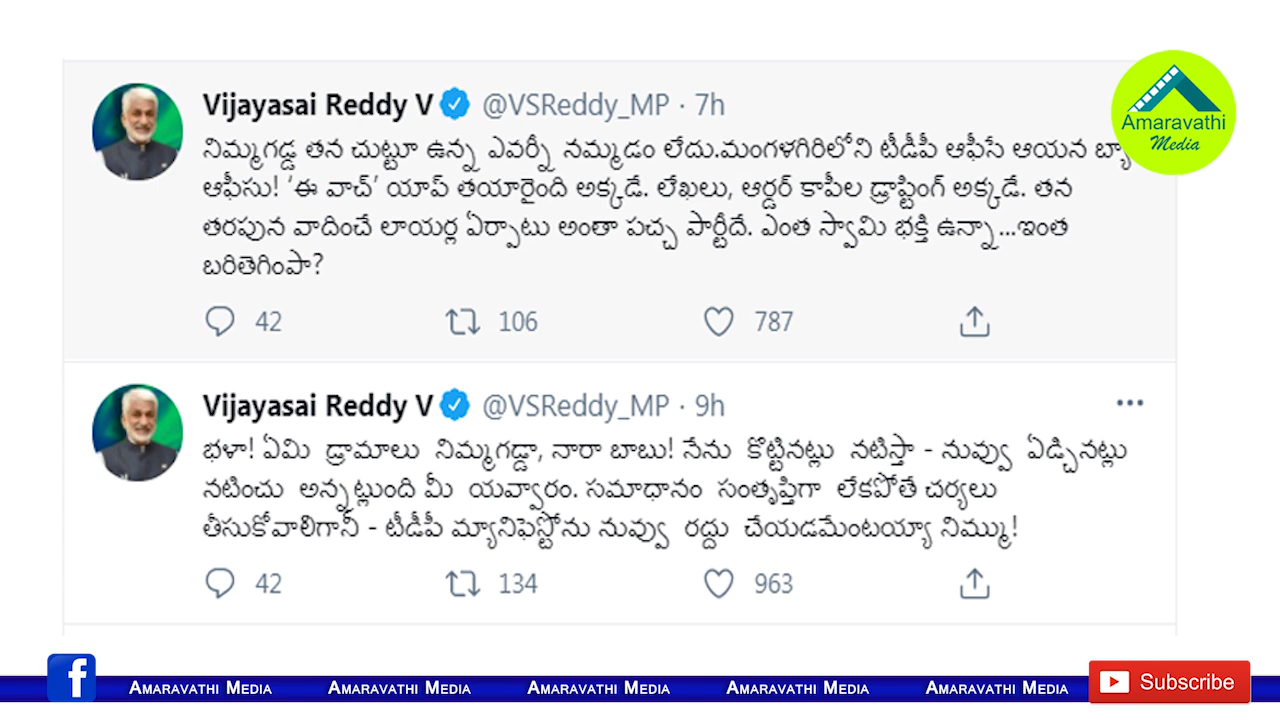 Vijayasai Reddy V @VSReddy_MP · 7h
నిమ్మగడ్డ తన చుట్టూ ఉన్న ఎవర్నీ నమ్మడం లేదు.మంగళగిరిలోని టీడీపీ ఆఫీసే ఆయన
ఆఫీసు! ‘ఈ వాచ్’ యాప్ తయారైంది అక్కడే. లేఖలు, ఆర్డర్ కాపీల డ్రాఫ్టింగ్ అక్కడే. తన
తరపున వాదించే లాయర్ల ఏర్పాటు అంతా పచ్చ పార్టీదే. ఎంత స్వామి భక్తి ఉన్నా...ఇంత
బరితెగింపా?
42 106 787
Vijayasai Reddy V @VSReddy_MP · 9h
భళా! ఏమి డ్రామాలు నిమ్మగడ్డా, నారా బాబు! నేను కొట్టినట్లు నటిస్తా - నువ్వు ఏడ్చినట్లు
నటించు అన్నట్లుంది మీ యవ్వారం. సమాధానం సంతృప్తిగా లేకపోతే చర్యలు
తీసుకోవాలిగానీ - టీడీపీ మ్యానిఫెస్టోను నువ్వు రద్దు చేయడమేంటయ్యా నిమ్ము!
42 134 963
Amaravathi
Media
f Amaravathi Media Amaravathi Media Amaravathi Media Amaravathi Media Amaravathi Media Subscribe